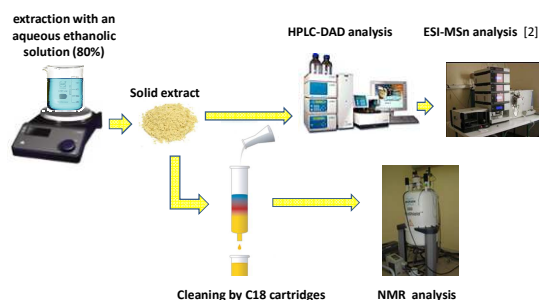 extraction with an
aqueous ethanolic
solution (80%)
HPLC-DAD analysis
ESI-MSn analysis [2]
Solid extract
Cleaning by C18 cartridges
NMR analysis